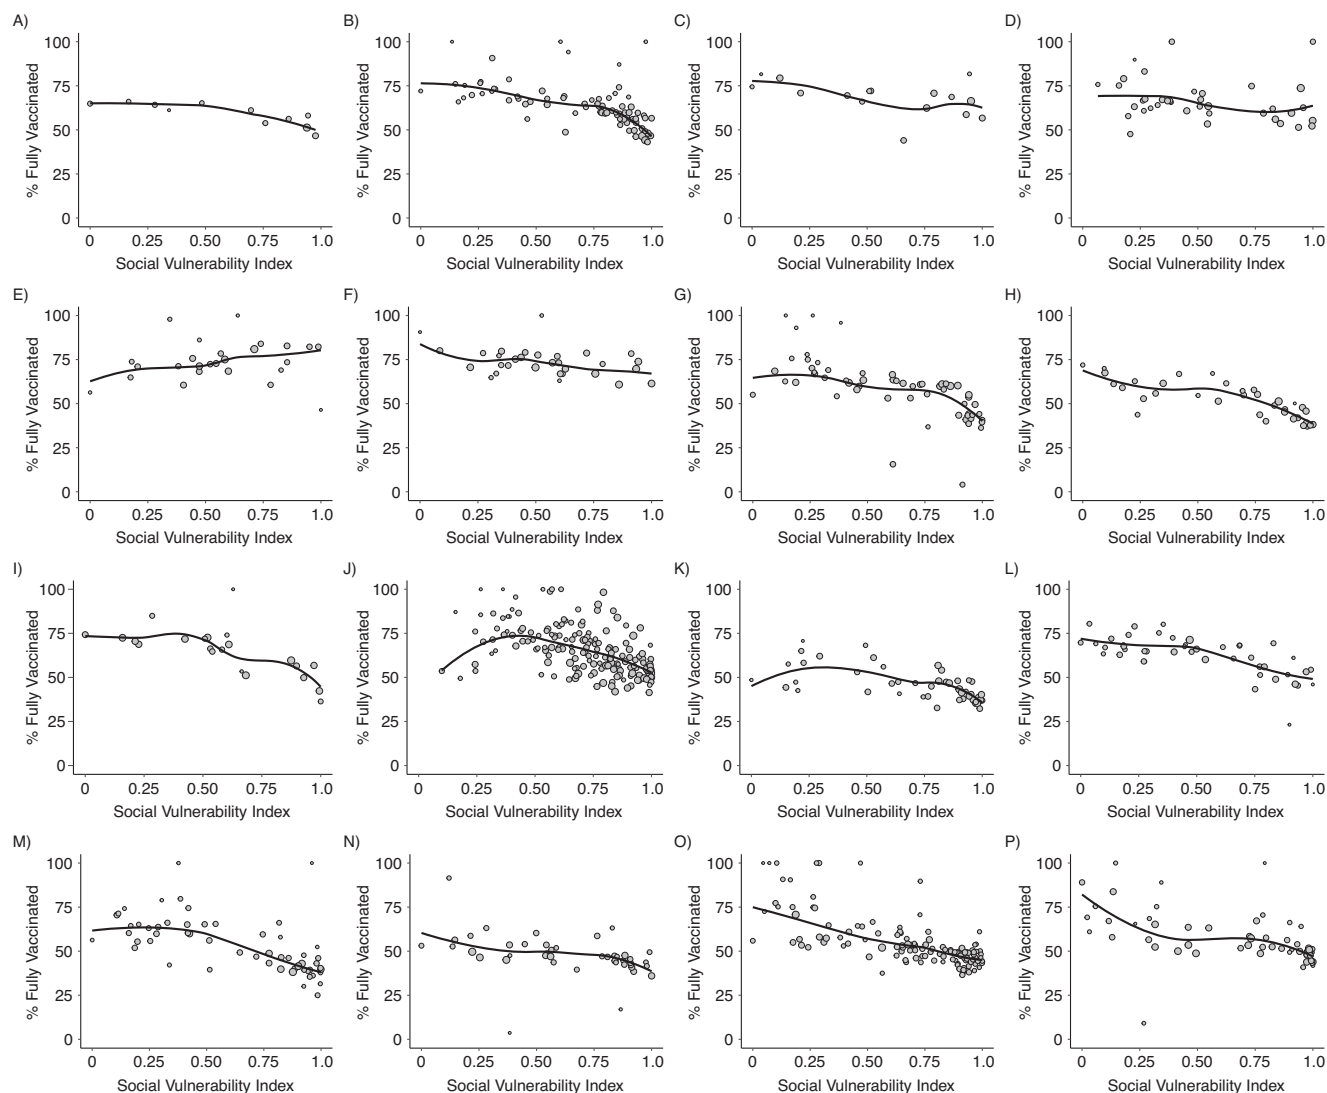 A) B) C) D)
100 100 100 100
75 75 75 75
50 50 50 50
25 25 25 25
0 0 0 0
% Fully Vaccinated % Fully Vaccinated % Fully Vaccinated % Fully Vaccinated
0 0.25 0.50 0.75 1.0 0 0.25 0.50 0.75 1.0 0 0.25 0.50 0.75 1.0 0 0.25 0.50 0.75 1.0
Social Vulnerability Index Social Vulnerability Index Social Vulnerability Index Social Vulnerability Index
E) F) G) H)
100 100 100 100
75 75 75 75
50 50 50 50
25 25 25 25
0 0 0 0
% Fully Vaccinated % Fully Vaccinated % Fully Vaccinated % Fully Vaccinated
0 0.25 0.50 0.75 1.0 0 0.25 0.50 0.75 1.0 0 0.25 0.50 0.75 1.0 0 0.25 0.50 0.75 1.0
Social Vulnerability Index Social Vulnerability Index Social Vulnerability Index Social Vulnerability Index
I) J) K) L)
100 100 100 100
75 75 75 75
50 50 50 50
25 25 25 25
0 0 0 0
% Fully Vaccinated % Fully Vaccinated % Fully Vaccinated % Fully Vaccinated
0 0.25 0.50 0.75 1.0 0 0.25 0.50 0.75 1.0 0 0.25 0.50 0.75 1.0 0 0.25 0.50 0.75 1.0
Social Vulnerability Index Social Vulnerability Index Social Vulnerability Index Social Vulnerability Index
M) N) O) P)
100 100 100 100
75 75 75 75
50 50 50 50
25 25 25 25
0 0 0 0
% Fully Vaccinated % Fully Vaccinated % Fully Vaccinated % Fully Vaccinated
0 0.25 0.50 0.75 1.0 0 0.25 0.50 0.75 1.0 0 0.25 0.50 0.75 1.0 0 0.25 0.50 0.75 1.0
Social Vulnerability Index Social Vulnerability Index Social Vulnerability Index Social Vulnerability Index